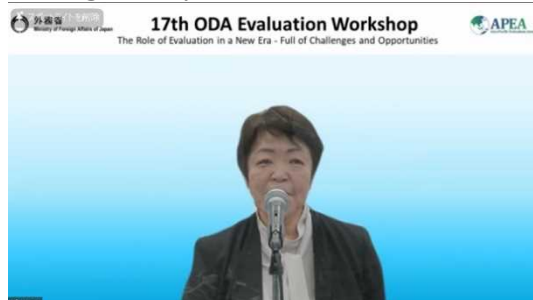 外務省
Ministry of Foreign Affairs of Japan
17th ODA Evaluation Workshop
The Role of Evaluation in a New Era - Full of Challenges and Opportunities
APEA